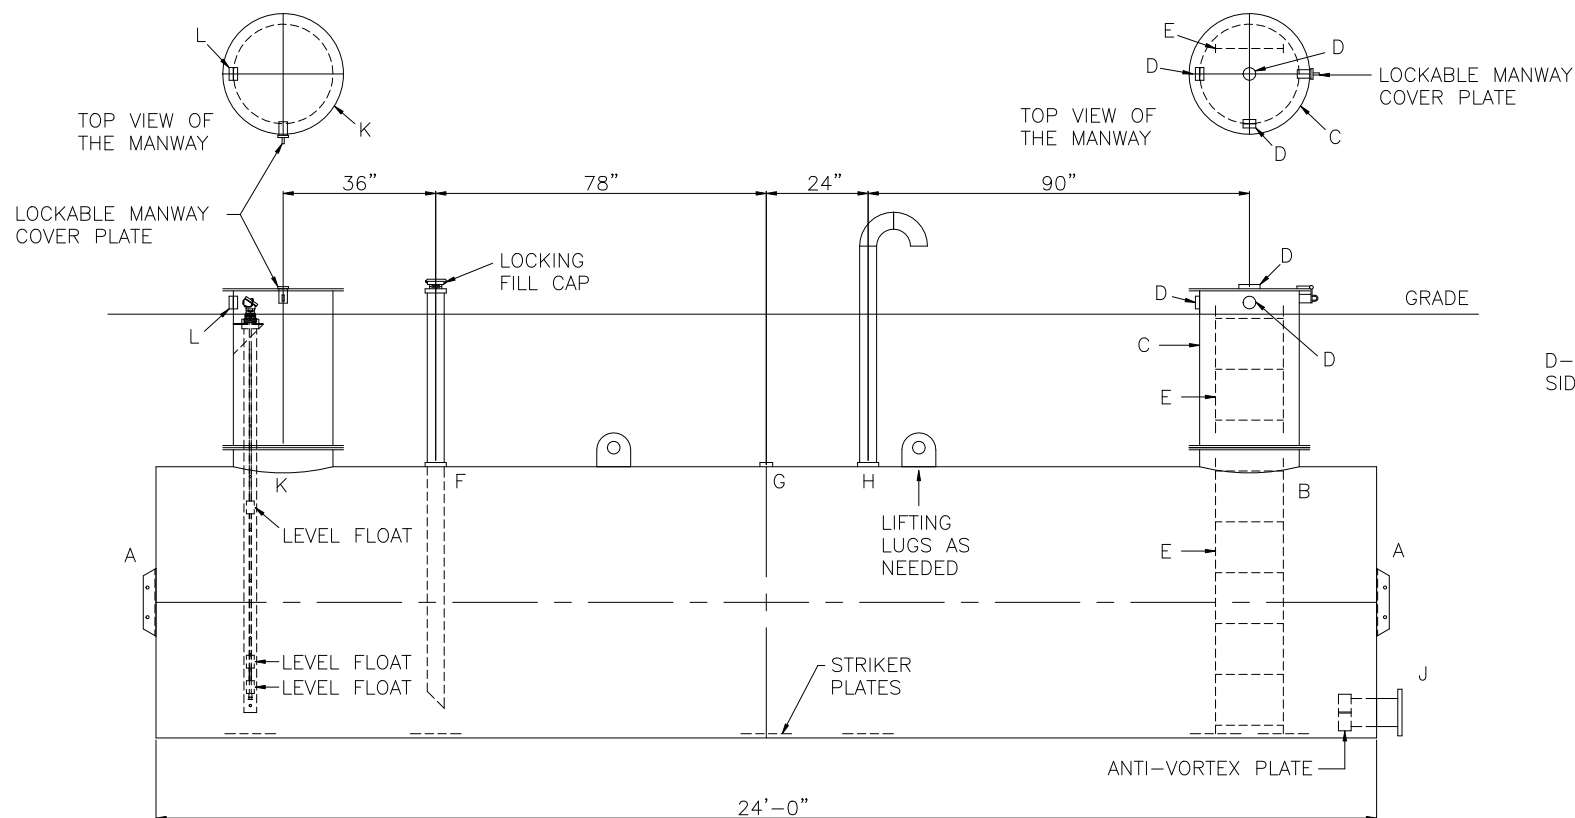 L
K
TOP VIEW OF
THE MANWAY
LOCKABLE MANWAY
COVER PLATE
E
D
D
D
C
TOP VIEW OF
THE MANWAY
LOCKABLE MANWAY
COVER PLATE
36"
78"
24"
90"
LOCKING
FILL CAP
D
D
D
GRADE
L
C
E
D-
SID
K
F
G
H
B
LEVEL FLOAT
LIFTING
LUGS AS
NEEDED
A
E
A
LEVEL FLOAT
LEVEL FLOAT
STRIKER
PLATES
J
ANTI-VORTEX PLATE
24'-0"